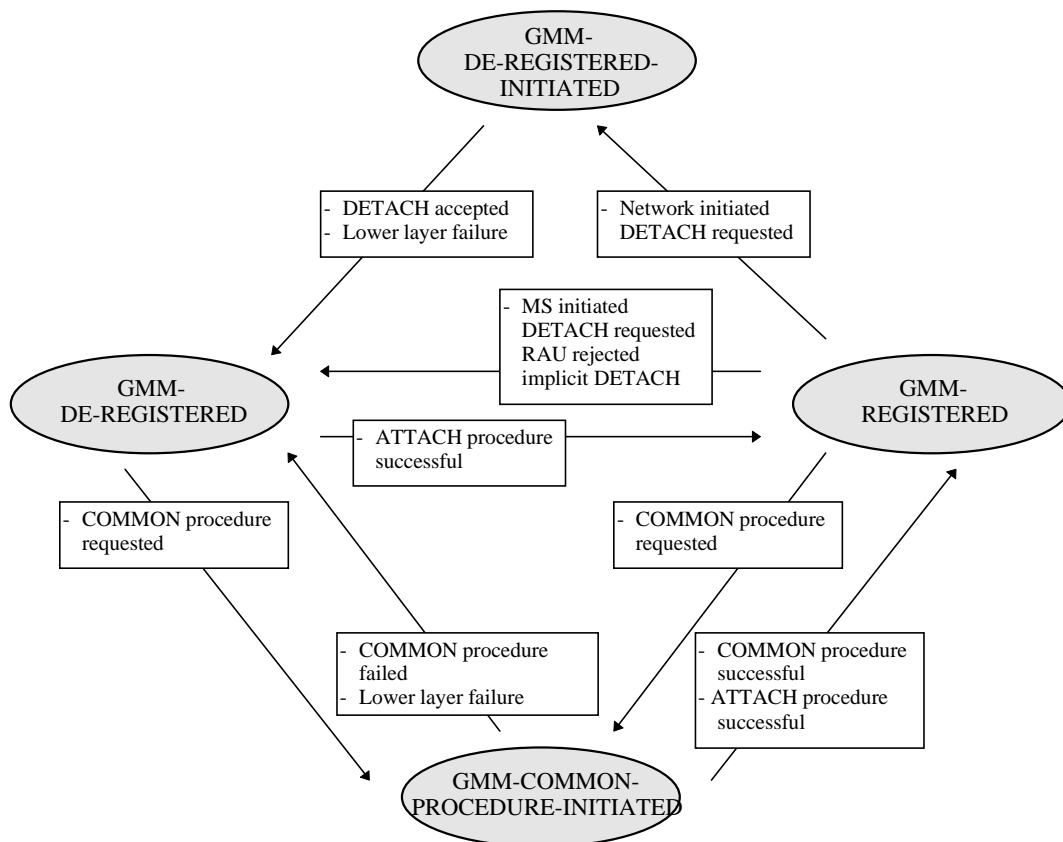 GMM-
DE-REGISTERED-
INITIATED
- DETACH accepted
- Lower layer failure
- Network initiated
DETACH requested
- MS initiated
DETACH requested
RAU rejected
implicit DETACH
GMM-
DE-REGISTERED
GMM-
REGISTERED
- ATTACH procedure
successful
- COMMON procedure
requested
- COMMON procedure
requested
- COMMON procedure
failed
- Lower layer failure
- COMMON procedure
successful
- ATTACH procedure
successful
GMM-COMMON-
PROCEDURE-INITIATED